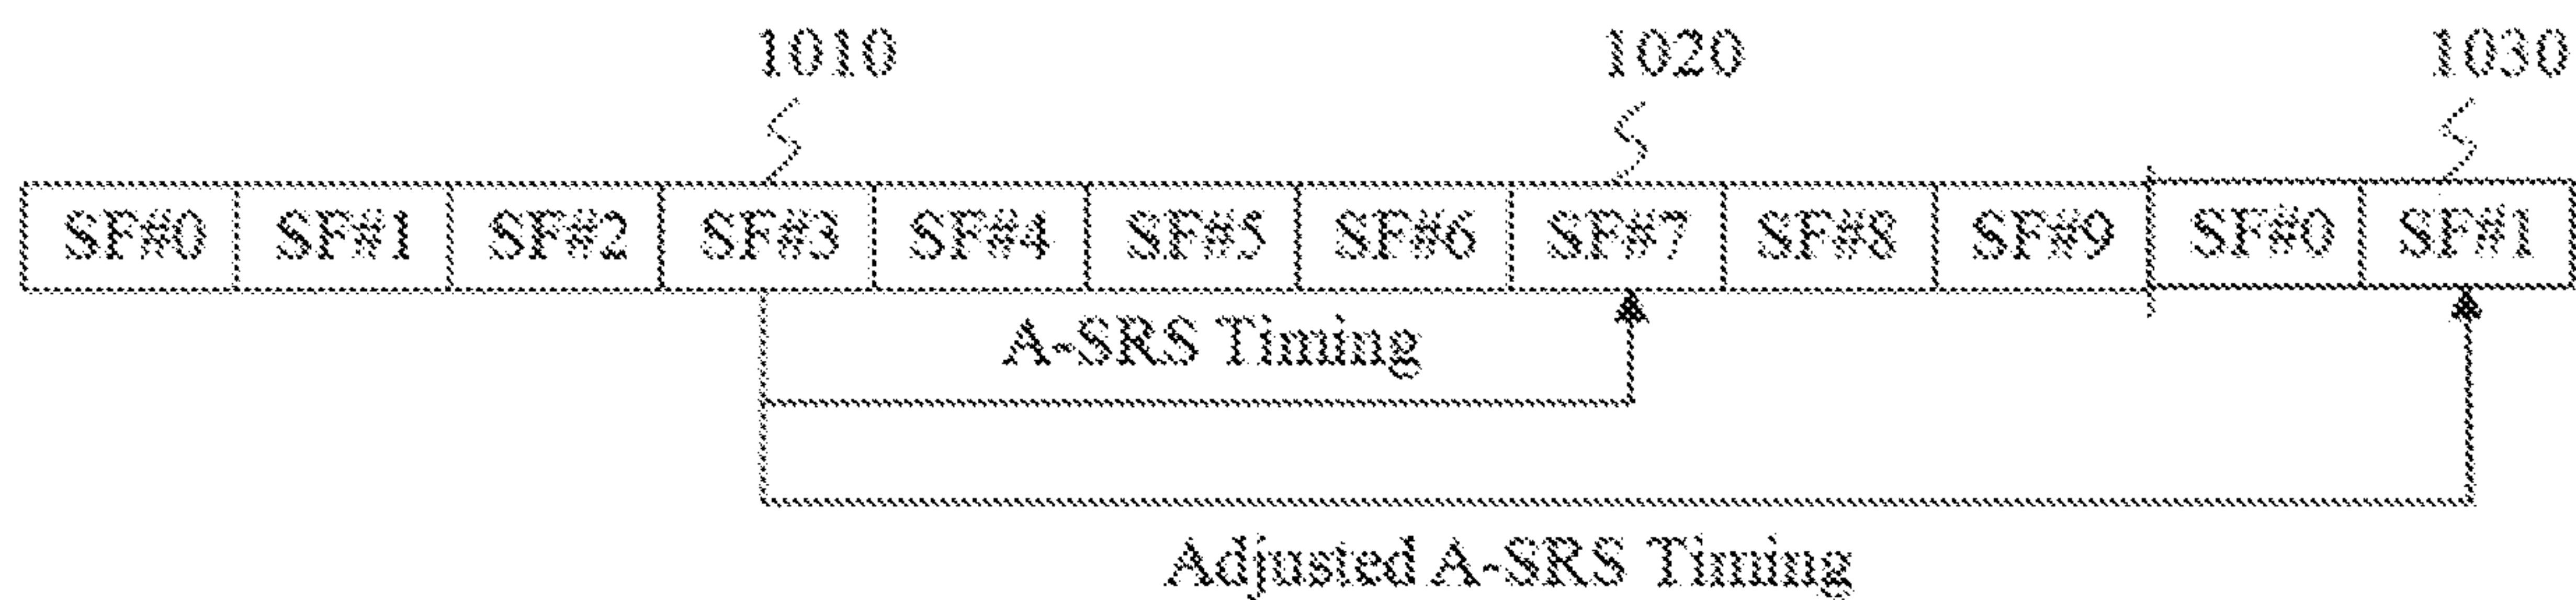 1010 1020 1030
SF#0 SF#1 SF#2 SF#3 SF#4 SF#5 SF#6 SF#7 SF#8 SF#9 SF#0 SF#1
A-SRS Timing
Adjusted A-SRS Timing